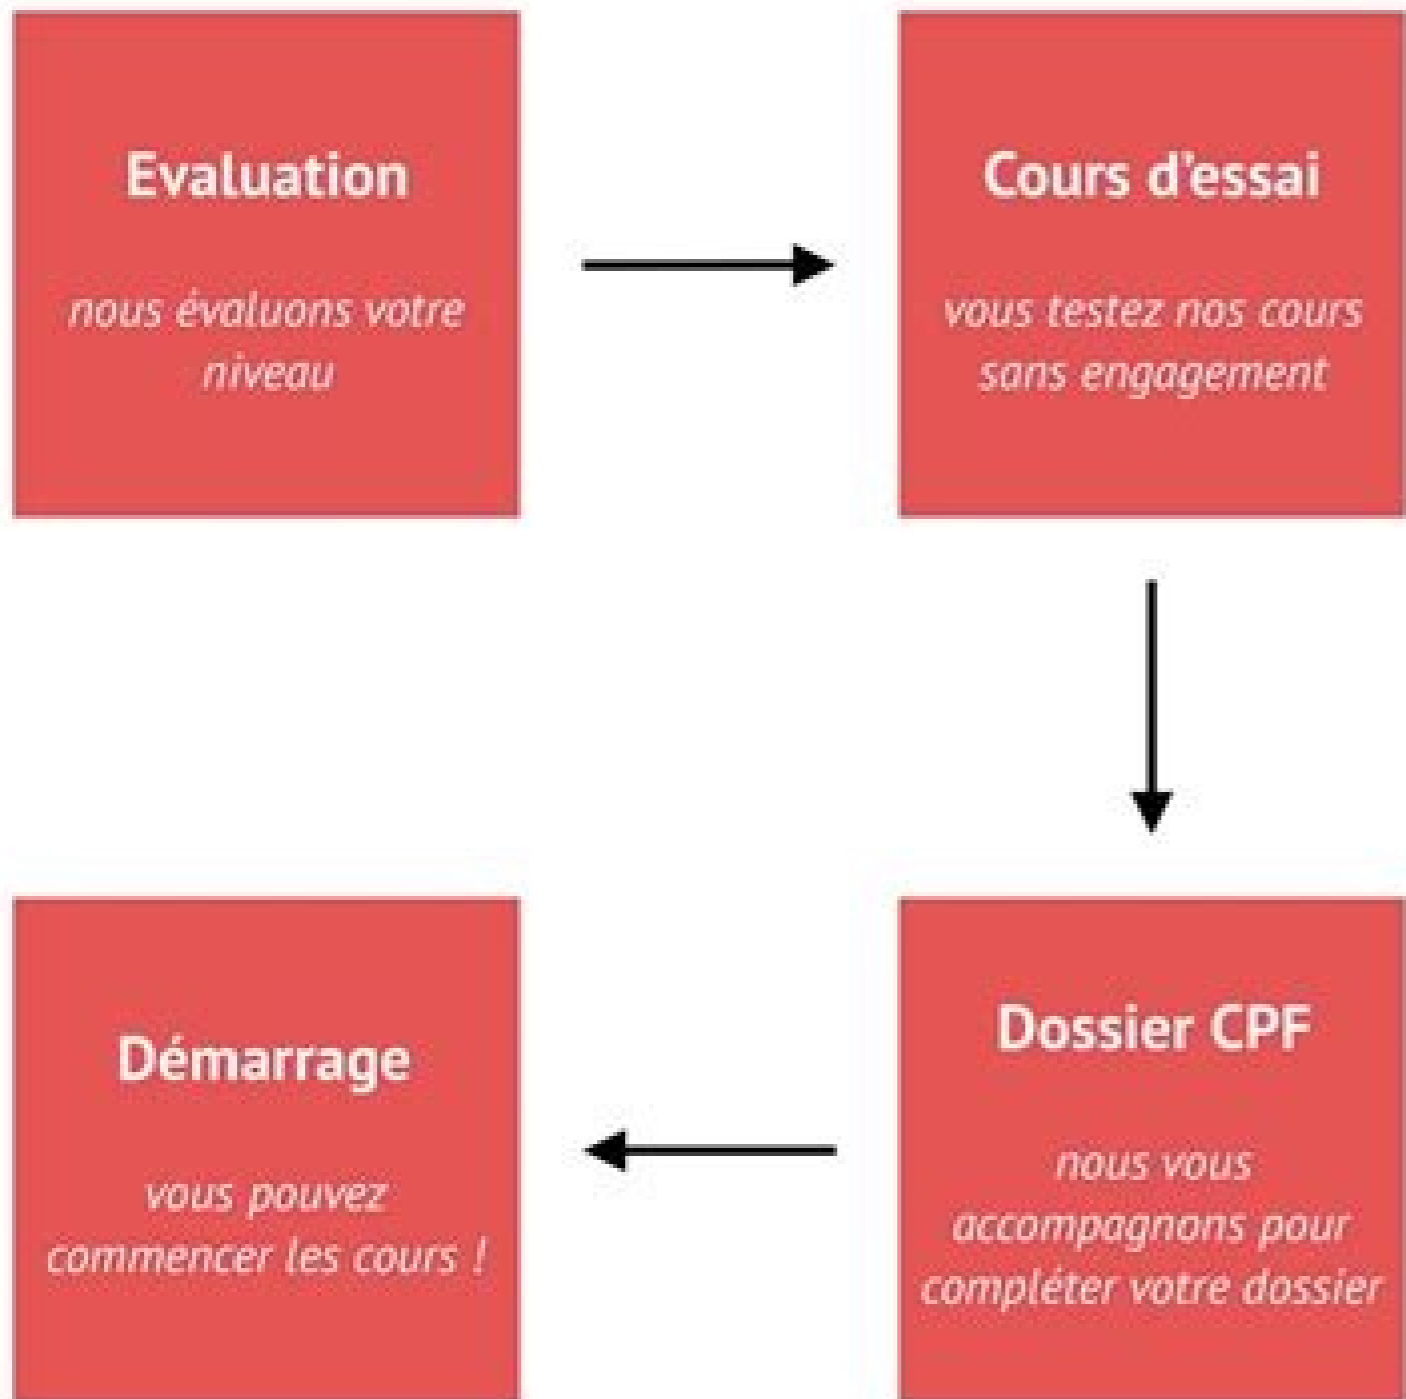 Evaluation
nous évaluons votre
niveau
Cours d'essai
vous testez nos cours
sans engagement
Dossier CPF
nous vous
accompagnons pour
compléter votre dossier
Démarrage
vous pouvez
commencer les cours !